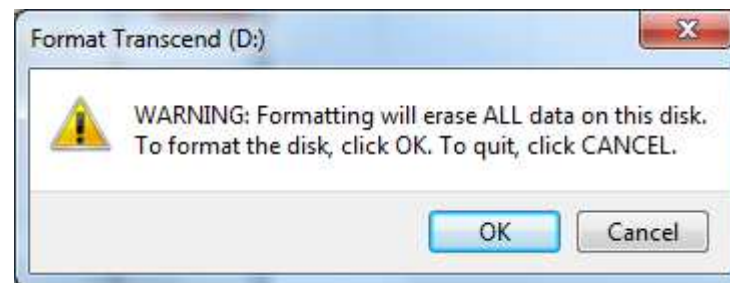 Format Transcend (D:)
WARNING: Formatting will erase ALL data on this disk.
To format the disk, click OK. To quit, click CANCEL.
OK Cancel